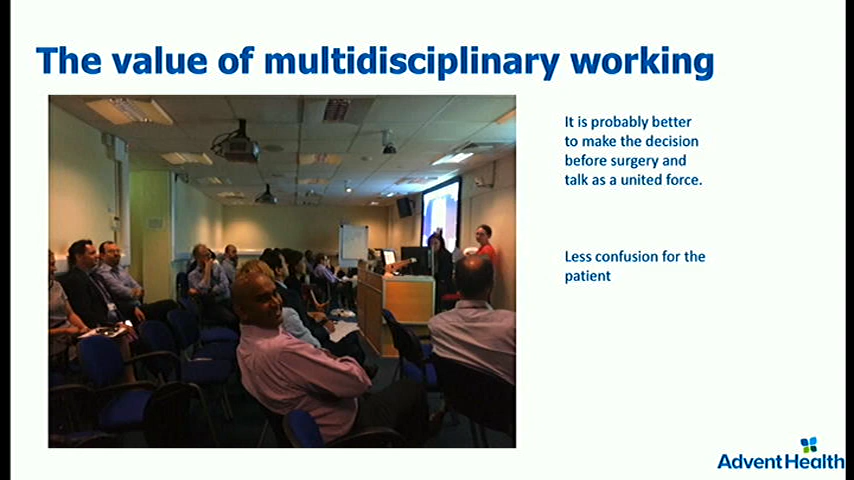 The value of multidisciplinary working
It is probably better
to make the decision
before surgery and
talk as a united force.
Less confusion for the
patient
AdventHealth